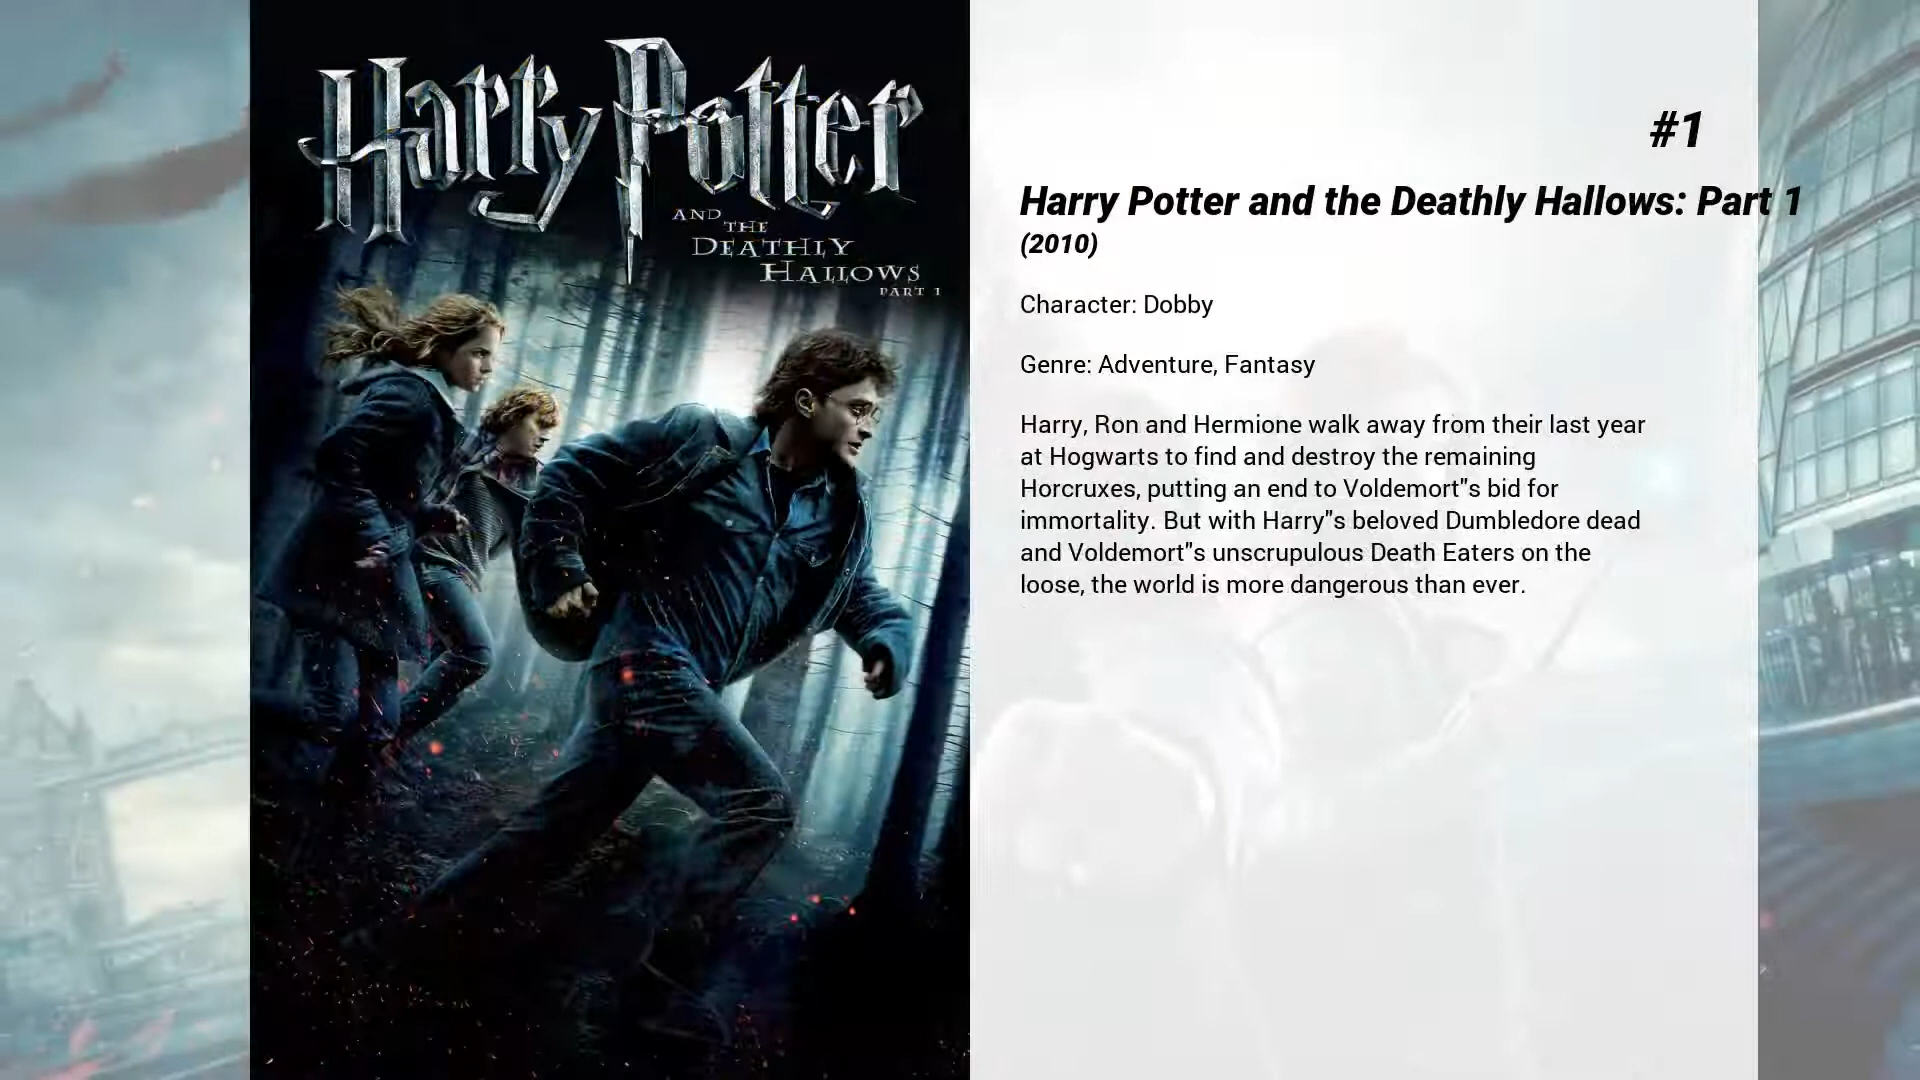 Harry Potter
AND
THE
DEATHLY
HALLOWS
PART 1
#1
Harry Potter and the Deathly Hallows: Part 1
(2010)
Character: Dobby
Genre: Adventure, Fantasy
Harry, Ron and Hermione walk away from their last year
at Hogwarts to find and destroy the remaining
Horcruxes, putting an end to Voldemort"s bid for
immortality. But with Harry"s beloved Dumbledore dead
and Voldemort"s unscrupulous Death Eaters on the
loose, the world is more dangerous than ever.